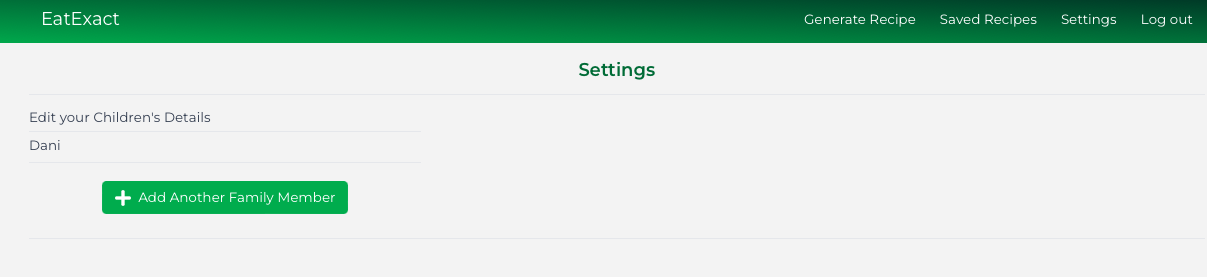 EatExact
Generate Recipe Saved Recipes Settings Log out
Settings
Edit your Children's Details
Dani
Add Another Family Member